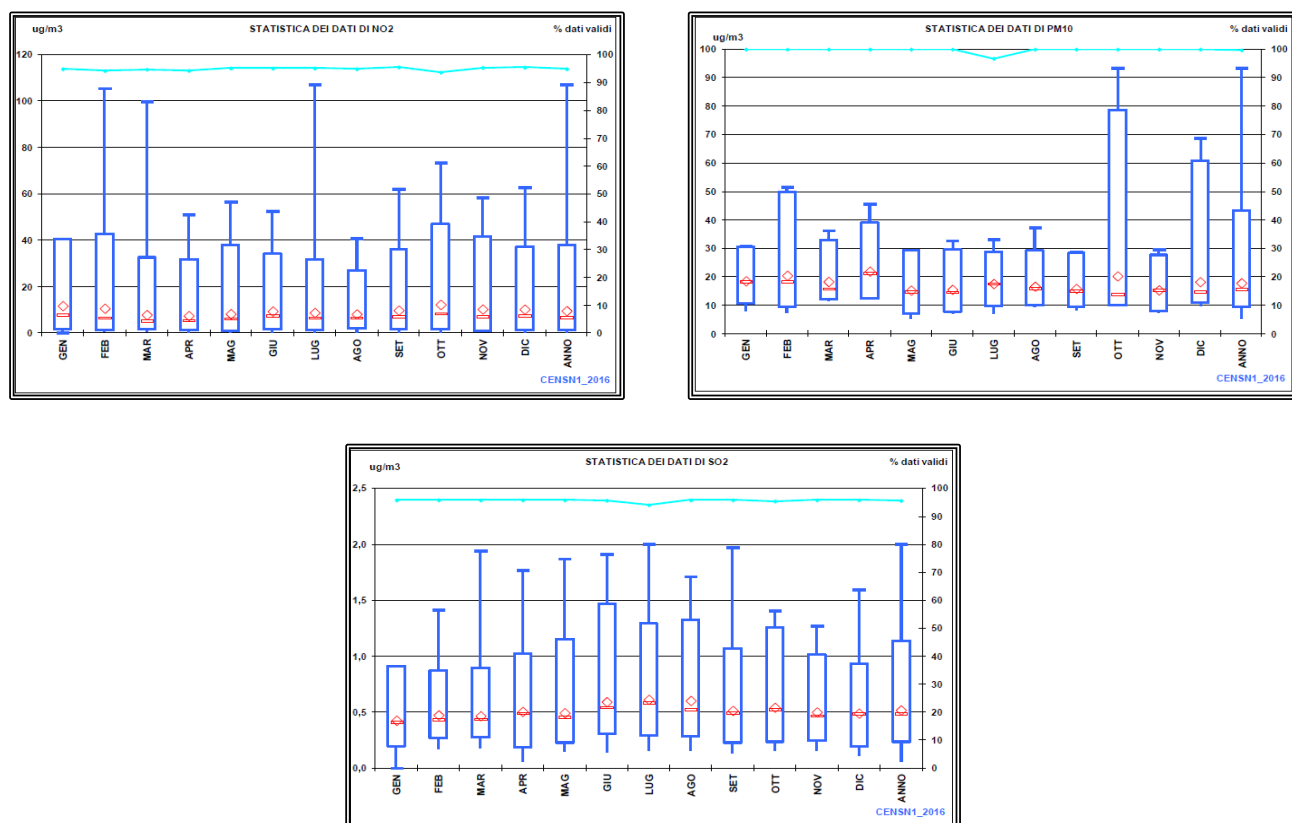 STATISTICA DEI DATI DI NO2
ug/m3
% dati validi
120
100
80
60
40
20
0
100
90
80
70
60
50
40
30
20
10
0
GEN
FEB
MAR
APR
MAG
GIU
LUG
AGO
SET
OTT
NOV
DIC
ANNO
CENSN1_2016
STATISTICA DEI DATI DI PM10
ug/m3
% dati validi
100
90
80
70
60
50
40
30
20
10
0
100
90
80
70
60
50
40
30
20
10
0
GEN
FEB
MAR
APR
MAG
GIU
LUG
AGO
SET
OTT
NOV
DIC
ANNO
CENSN1_2016
STATISTICA DEI DATI DI SO2
ug/m3
% dati validi
2,5
2,0
1,5
1,0
0,5
0,0
100
90
80
70
60
50
40
30
20
10
0
GEN
FEB
MAR
APR
MAG
GIU
LUG
AGO
SET
OTT
NOV
DIC
ANNO
CENSN1_2016